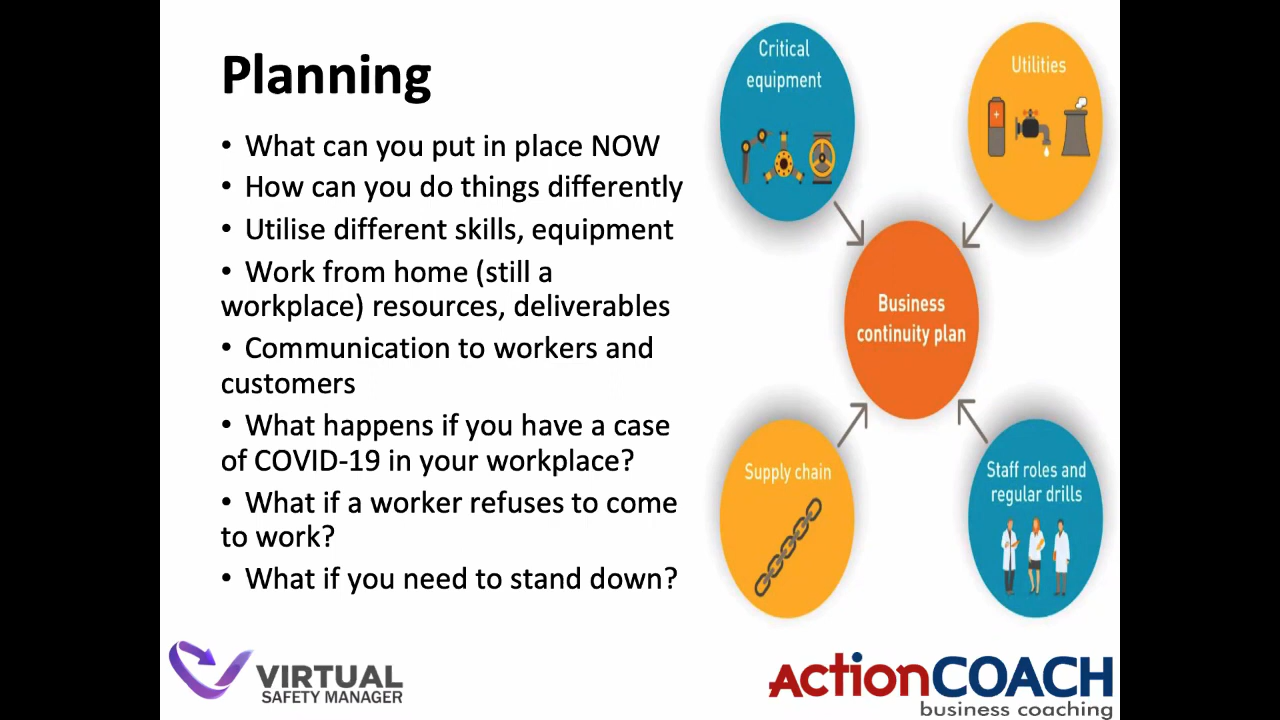 Planning
• What can you put in place NOW
• How can you do things differently
• Utilise different skills, equipment
• Work from home (still a
workplace) resources, deliverables
• Communication to workers and
customers
• What happens if you have a case
of COVID-19 in your workplace?
• What if a worker refuses to come
to work?
• What if you need to stand down?
Critical
equipment
Utilities
Business
continuity plan
Supply chain
Staff roles and
regular drills
VIRTUAL
SAFETY MANAGER
ActionCOACH
business coaching